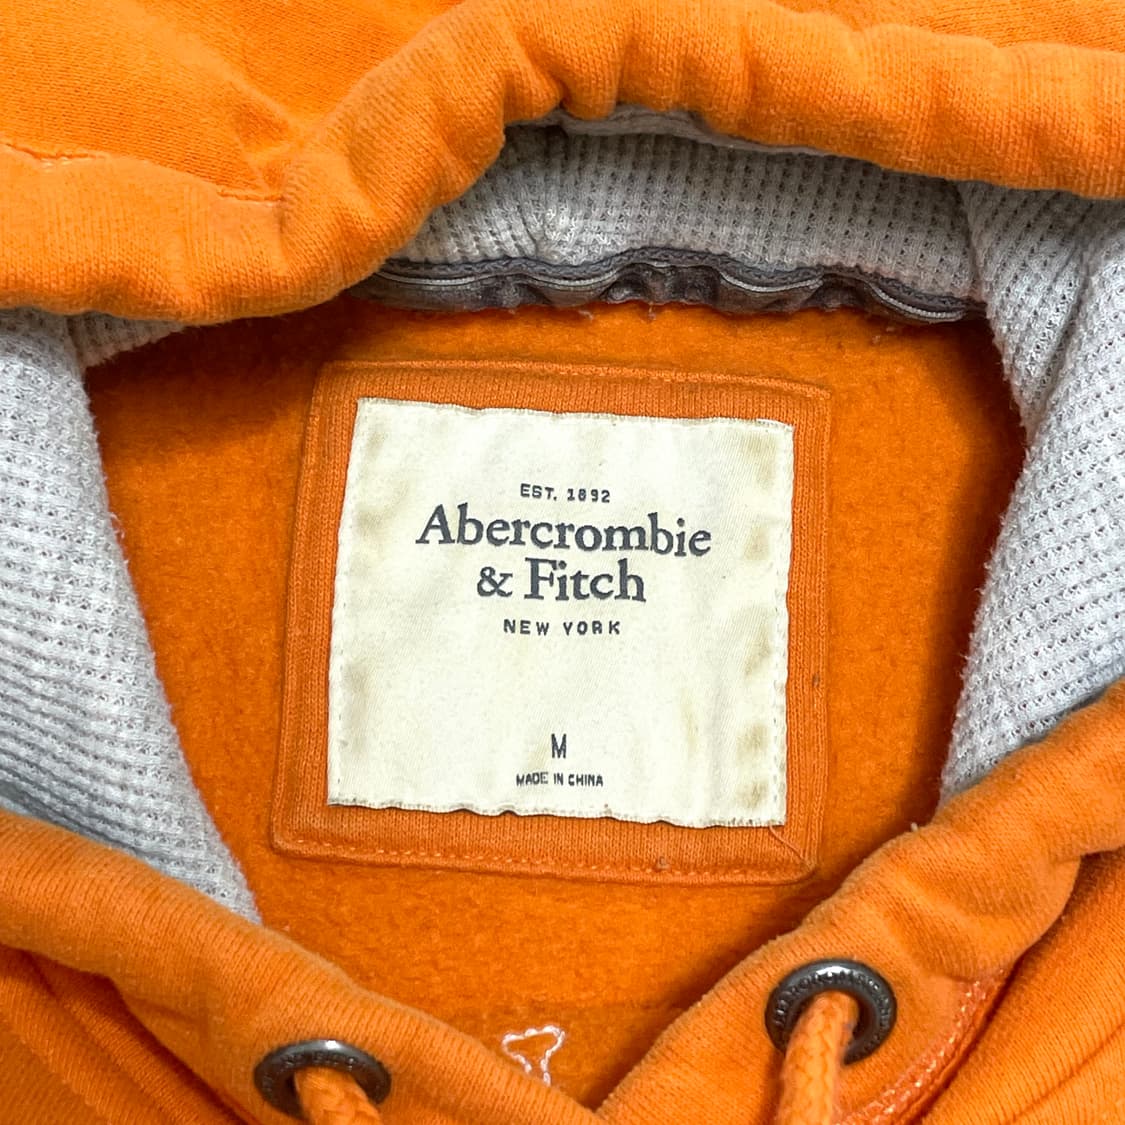 EST. 1892
Abercrombie
& Fitch
NEW YORK
M
MADE IN CHINA